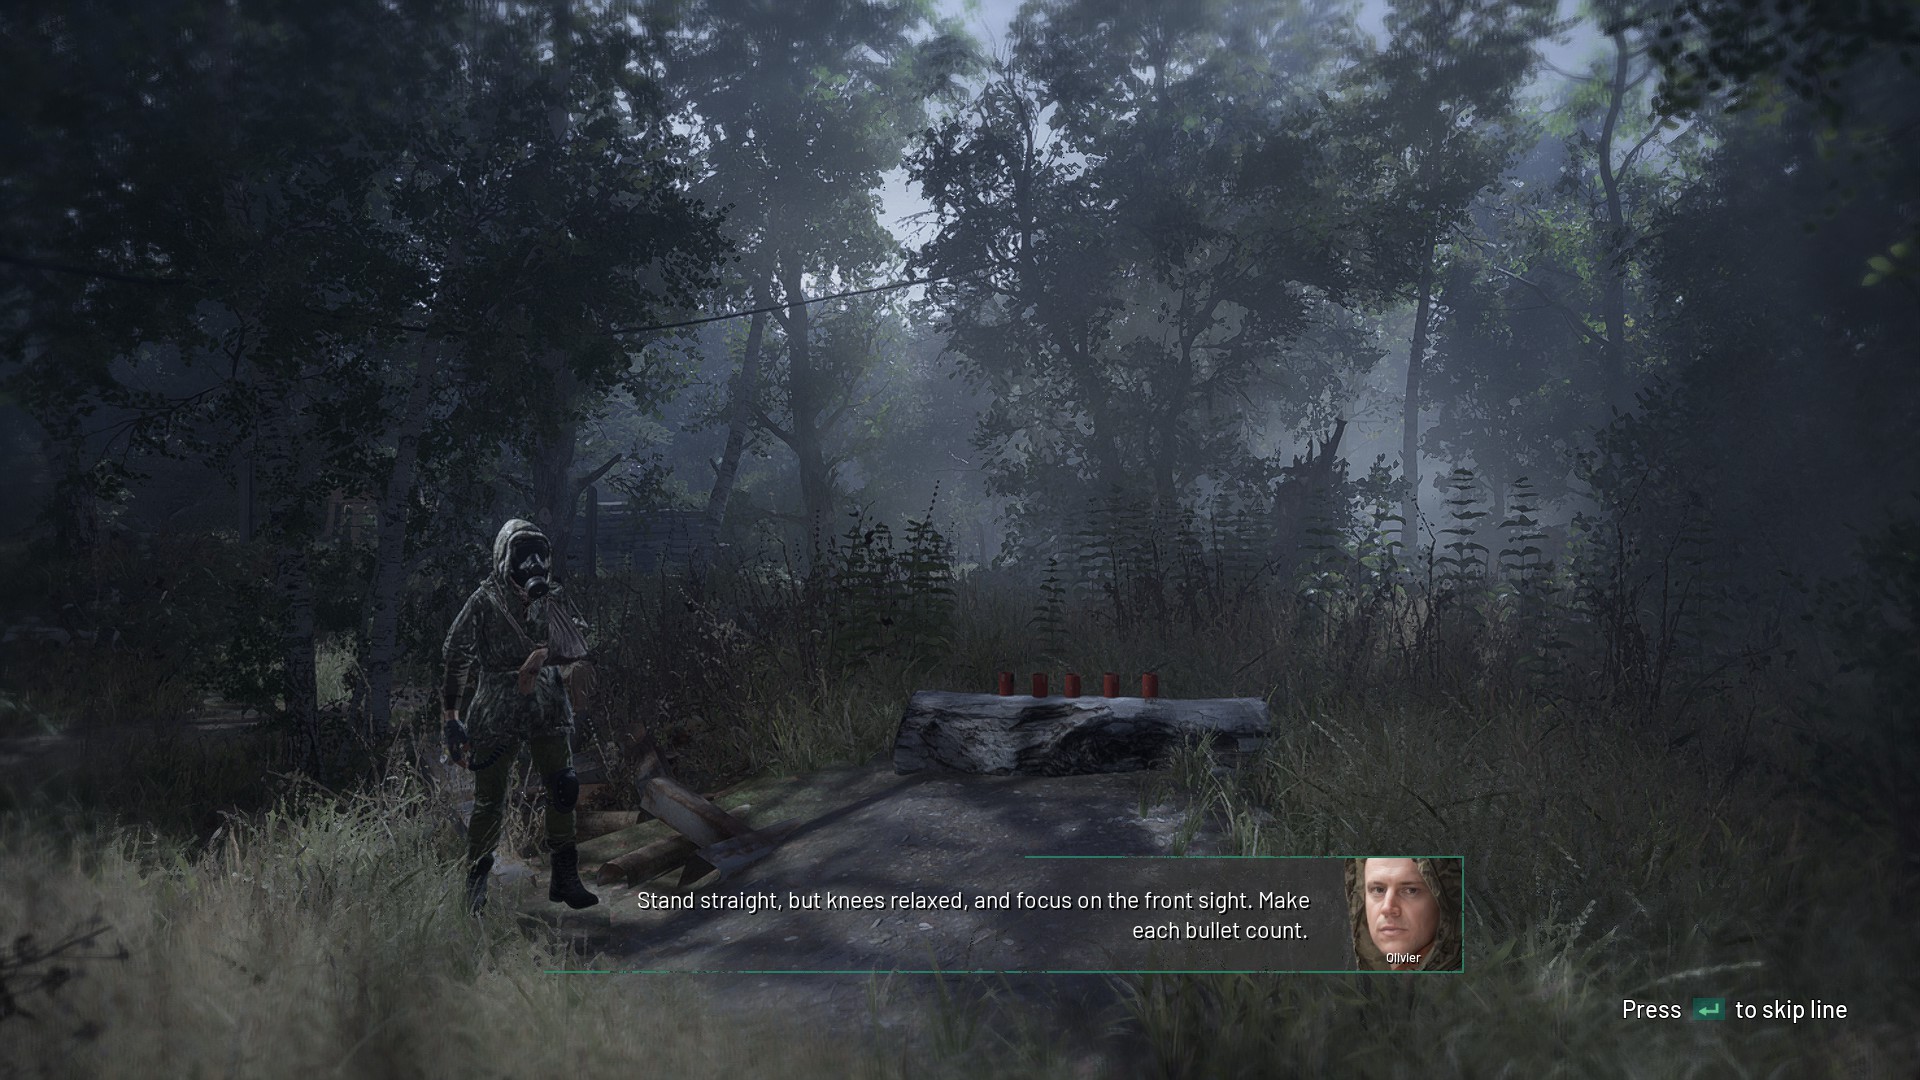 Stand straight, but knees relaxed, and focus on the front sight. Make
each bullet count.
Olivier
Press to skip line